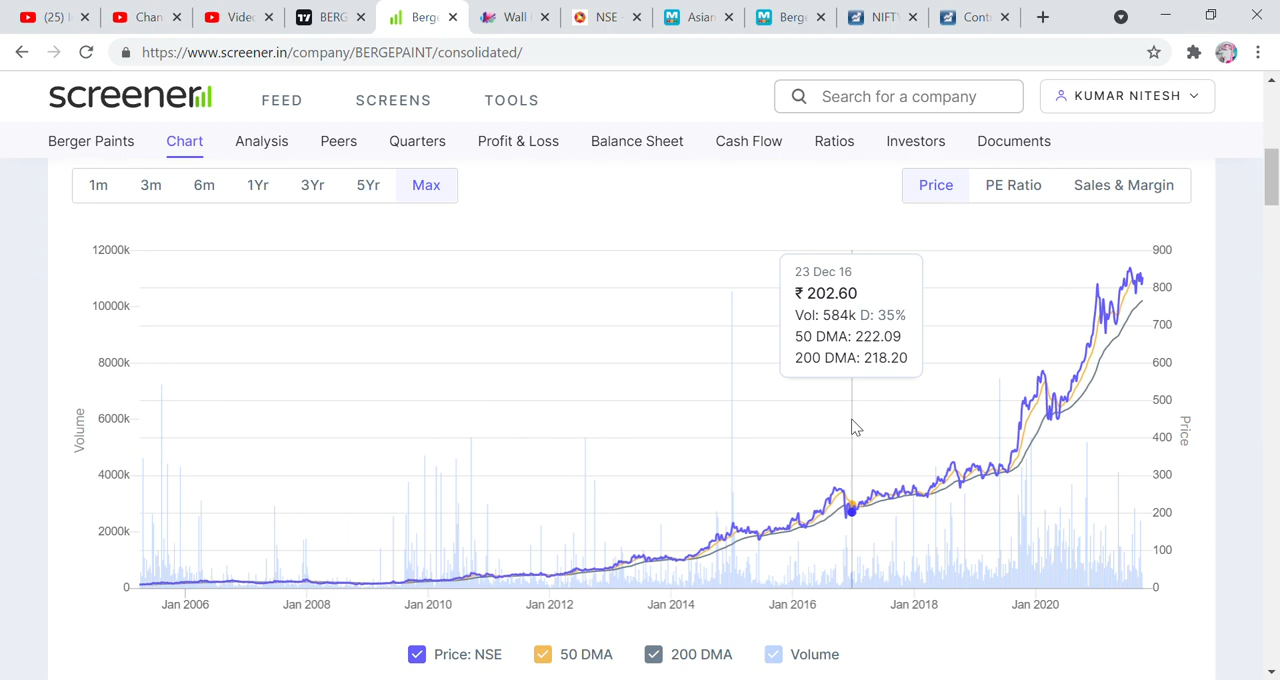 (25)
Chan
Video
BERG
Berge
Wall
NSE
Asian
Berge
NIFTY
Cont
https://www.screener.in/company/BERGEPAINT/consolidated/
screener
FEED
SCREENS
TOOLS
Search for a company
KUMAR NITESH
Berger Paints
Chart
Analysis
Peers
Quarters
Profit & Loss
Balance Sheet
Cash Flow
Ratios
Investors
Documents
1m
3m
6m
1Yr
3Yr
5Yr
Max
Price
PE Ratio
Sales & Margin
12000k
10000k
8000k
6000k
4000k
2000k
0
Volume
23 Dec 16
₹ 202.60
Vol: 584k D: 35%
50 DMA: 222.09
200 DMA: 218.20
900
800
700
600
500
400
300
200
100
0
Price
Jan 2006
Jan 2008
Jan 2010
Jan 2012
Jan 2014
Jan 2016
Jan 2018
Jan 2020
Price: NSE
50 DMA
200 DMA
Volume